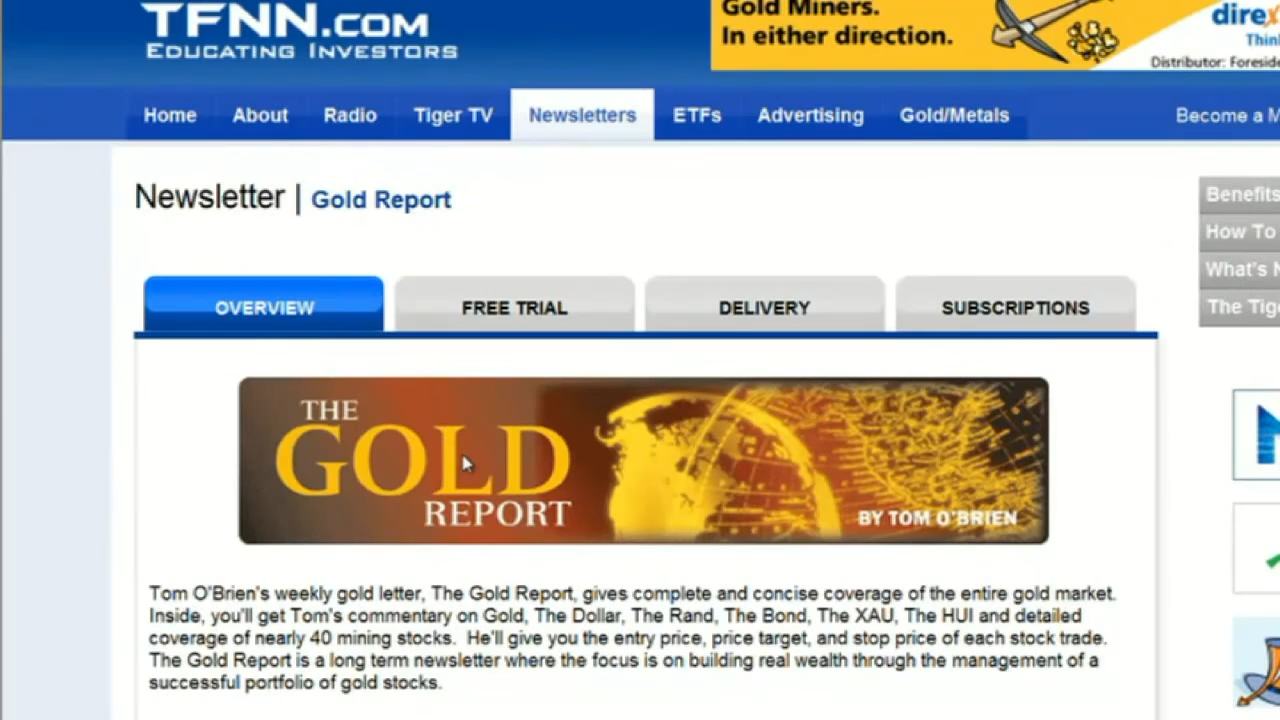 TFNN.COM
EDUCATING INVESTORS
Gold Miners.
In either direction.
Distributor:
Home About Radio Tiger TV Newsletters ETFs Advertising Gold/Metals Become a
Newsletter | Gold Report
Benefits
How To
What's
The
OVERVIEW FREE TRIAL DELIVERY SUBSCRIPTIONS
THE
GOLD
REPORT
BY TOM O'BRIEN
Tom O'Brien's weekly gold letter, The Gold Report, gives complete and concise coverage of the entire gold market.
Inside, you'll get Tom's commentary on Gold, The Dollar, The Rand, The Bond, The XAU, The HUI and detailed
coverage of nearly 40 mining stocks. He'll give you the entry price, price target, and stop price of each stock trade.
The Gold Report is a long term newsletter where the focus is on building real wealth through the management of a
successful portfolio of gold stocks.